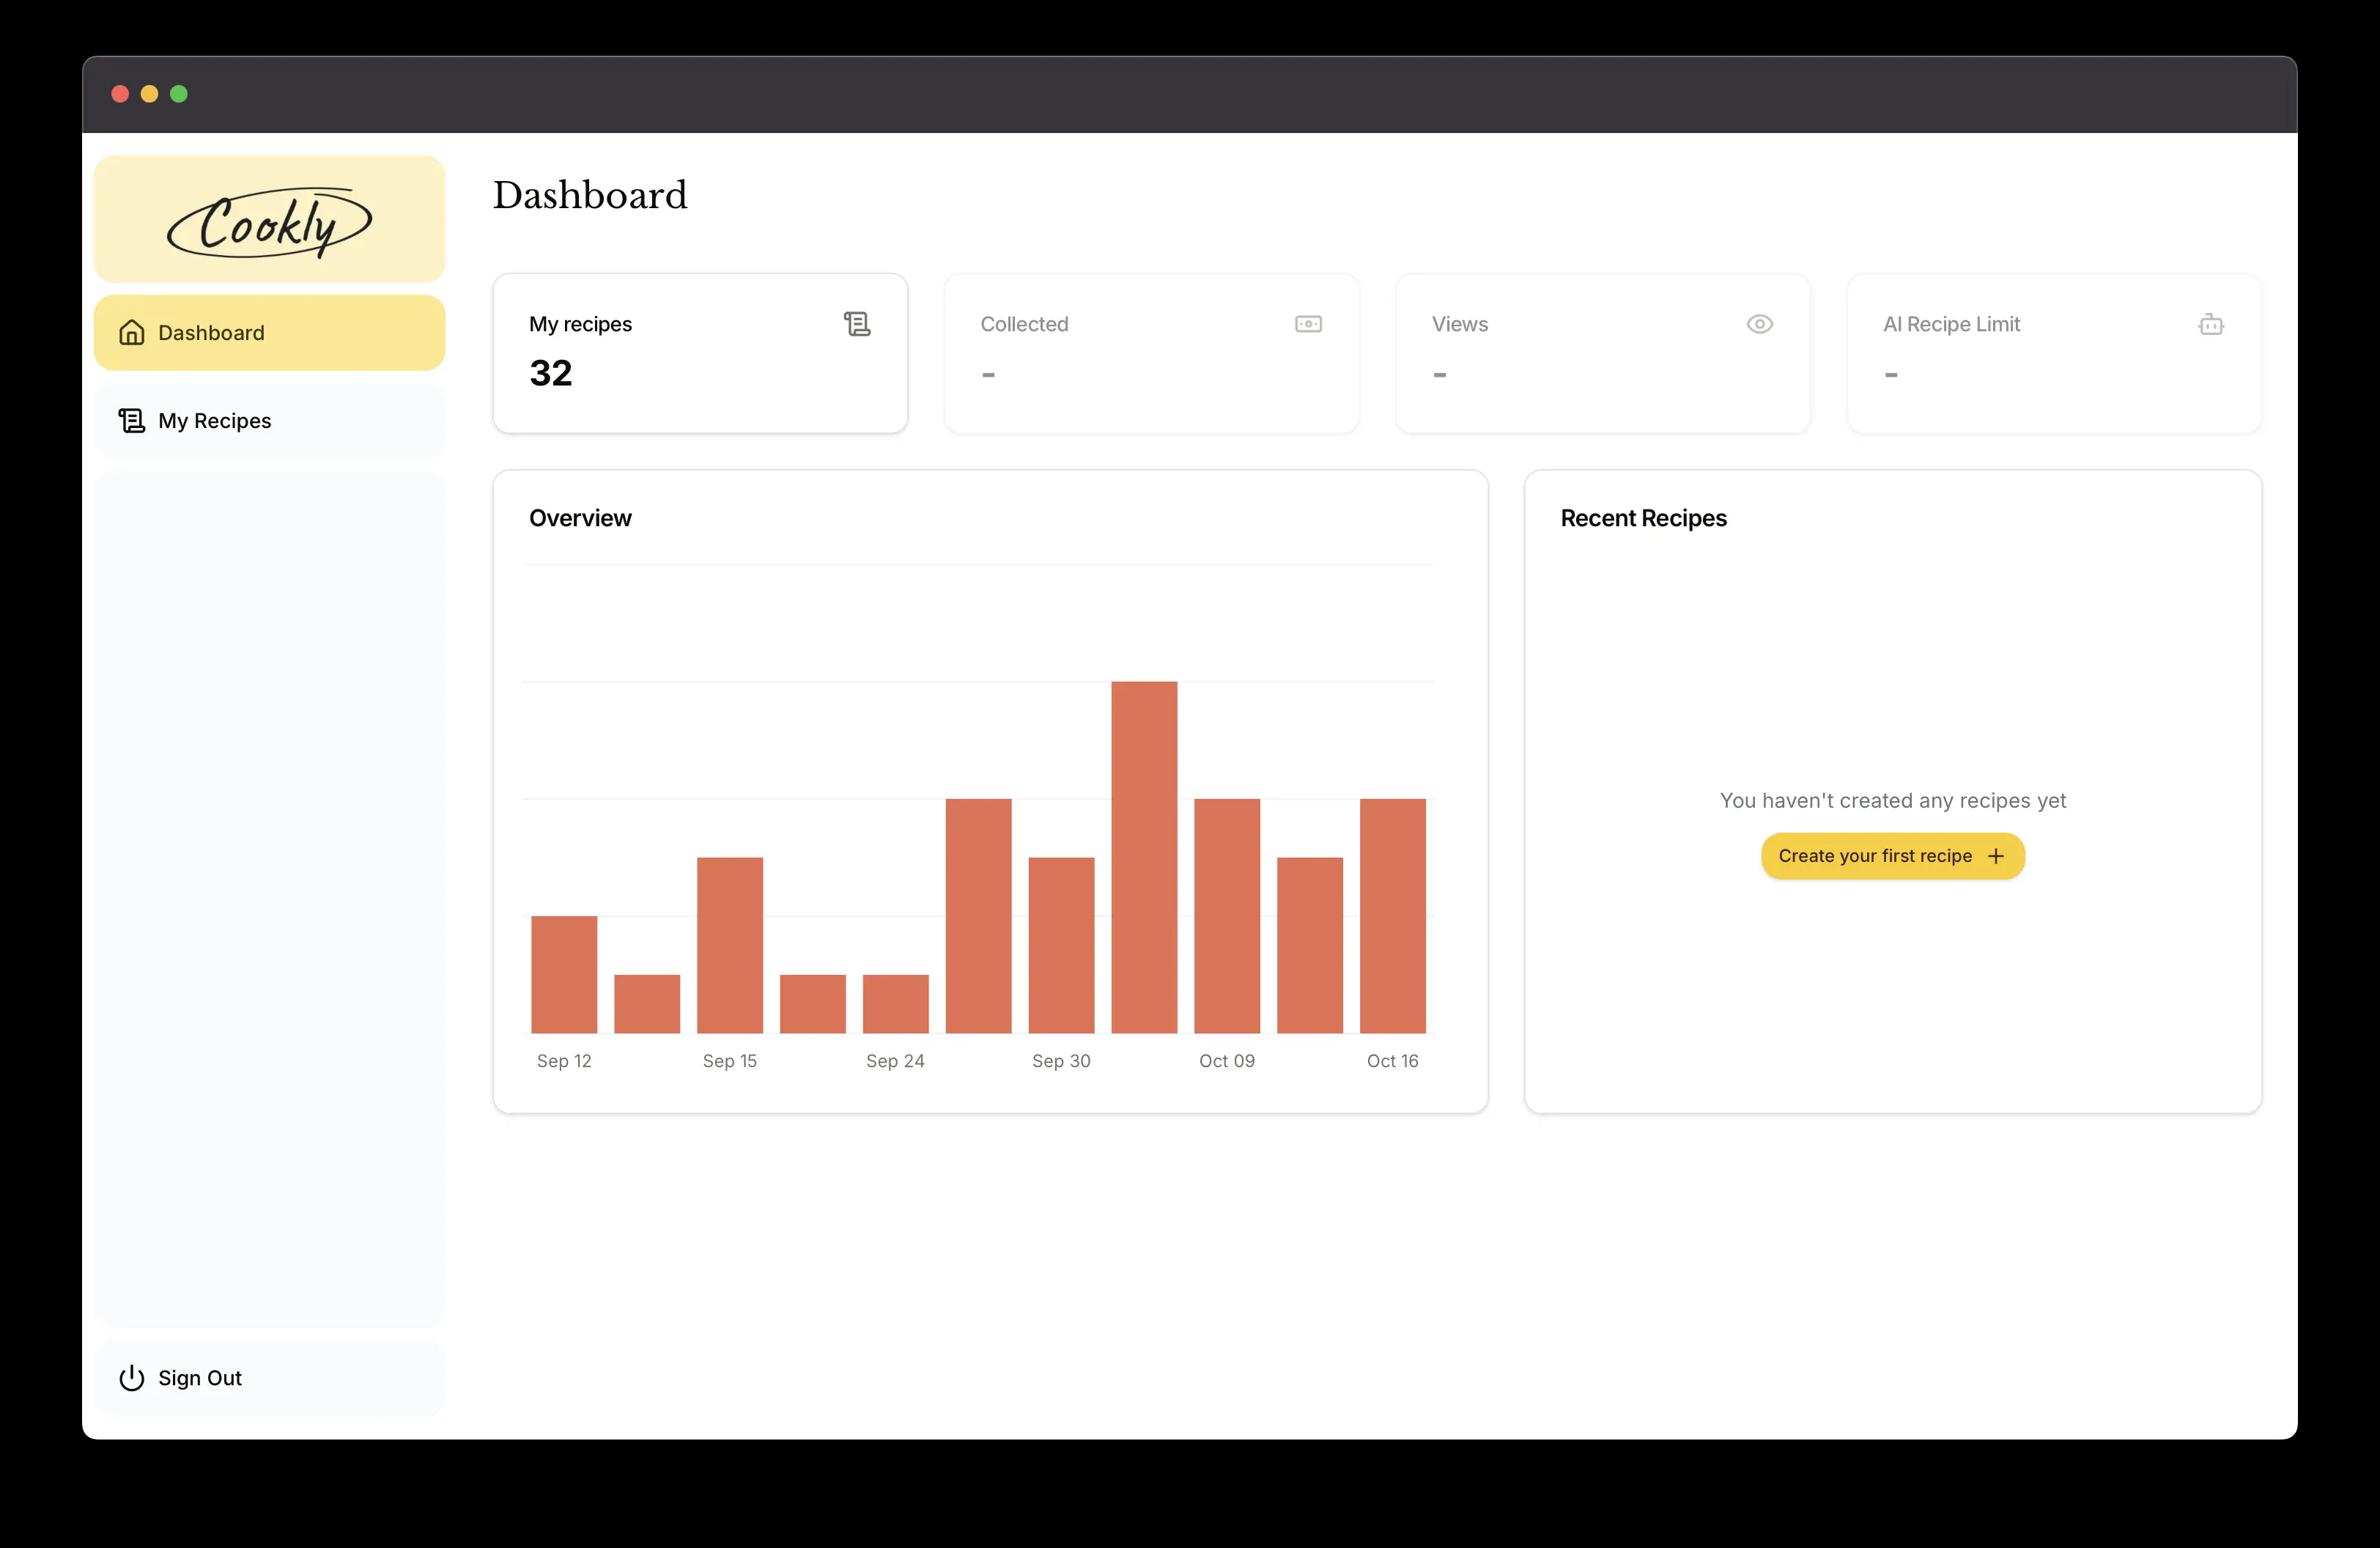 Cookly
Dashboard
My Recipes
Sign Out
Dashboard
My recipes
32
Collected
-
Views
-
AI Recipe Limit
-
Overview
Sep 12
Sep 15
Sep 24
Sep 30
Oct 09
Oct 16
Recent Recipes
You haven't created any recipes yet
Create your first recipe +